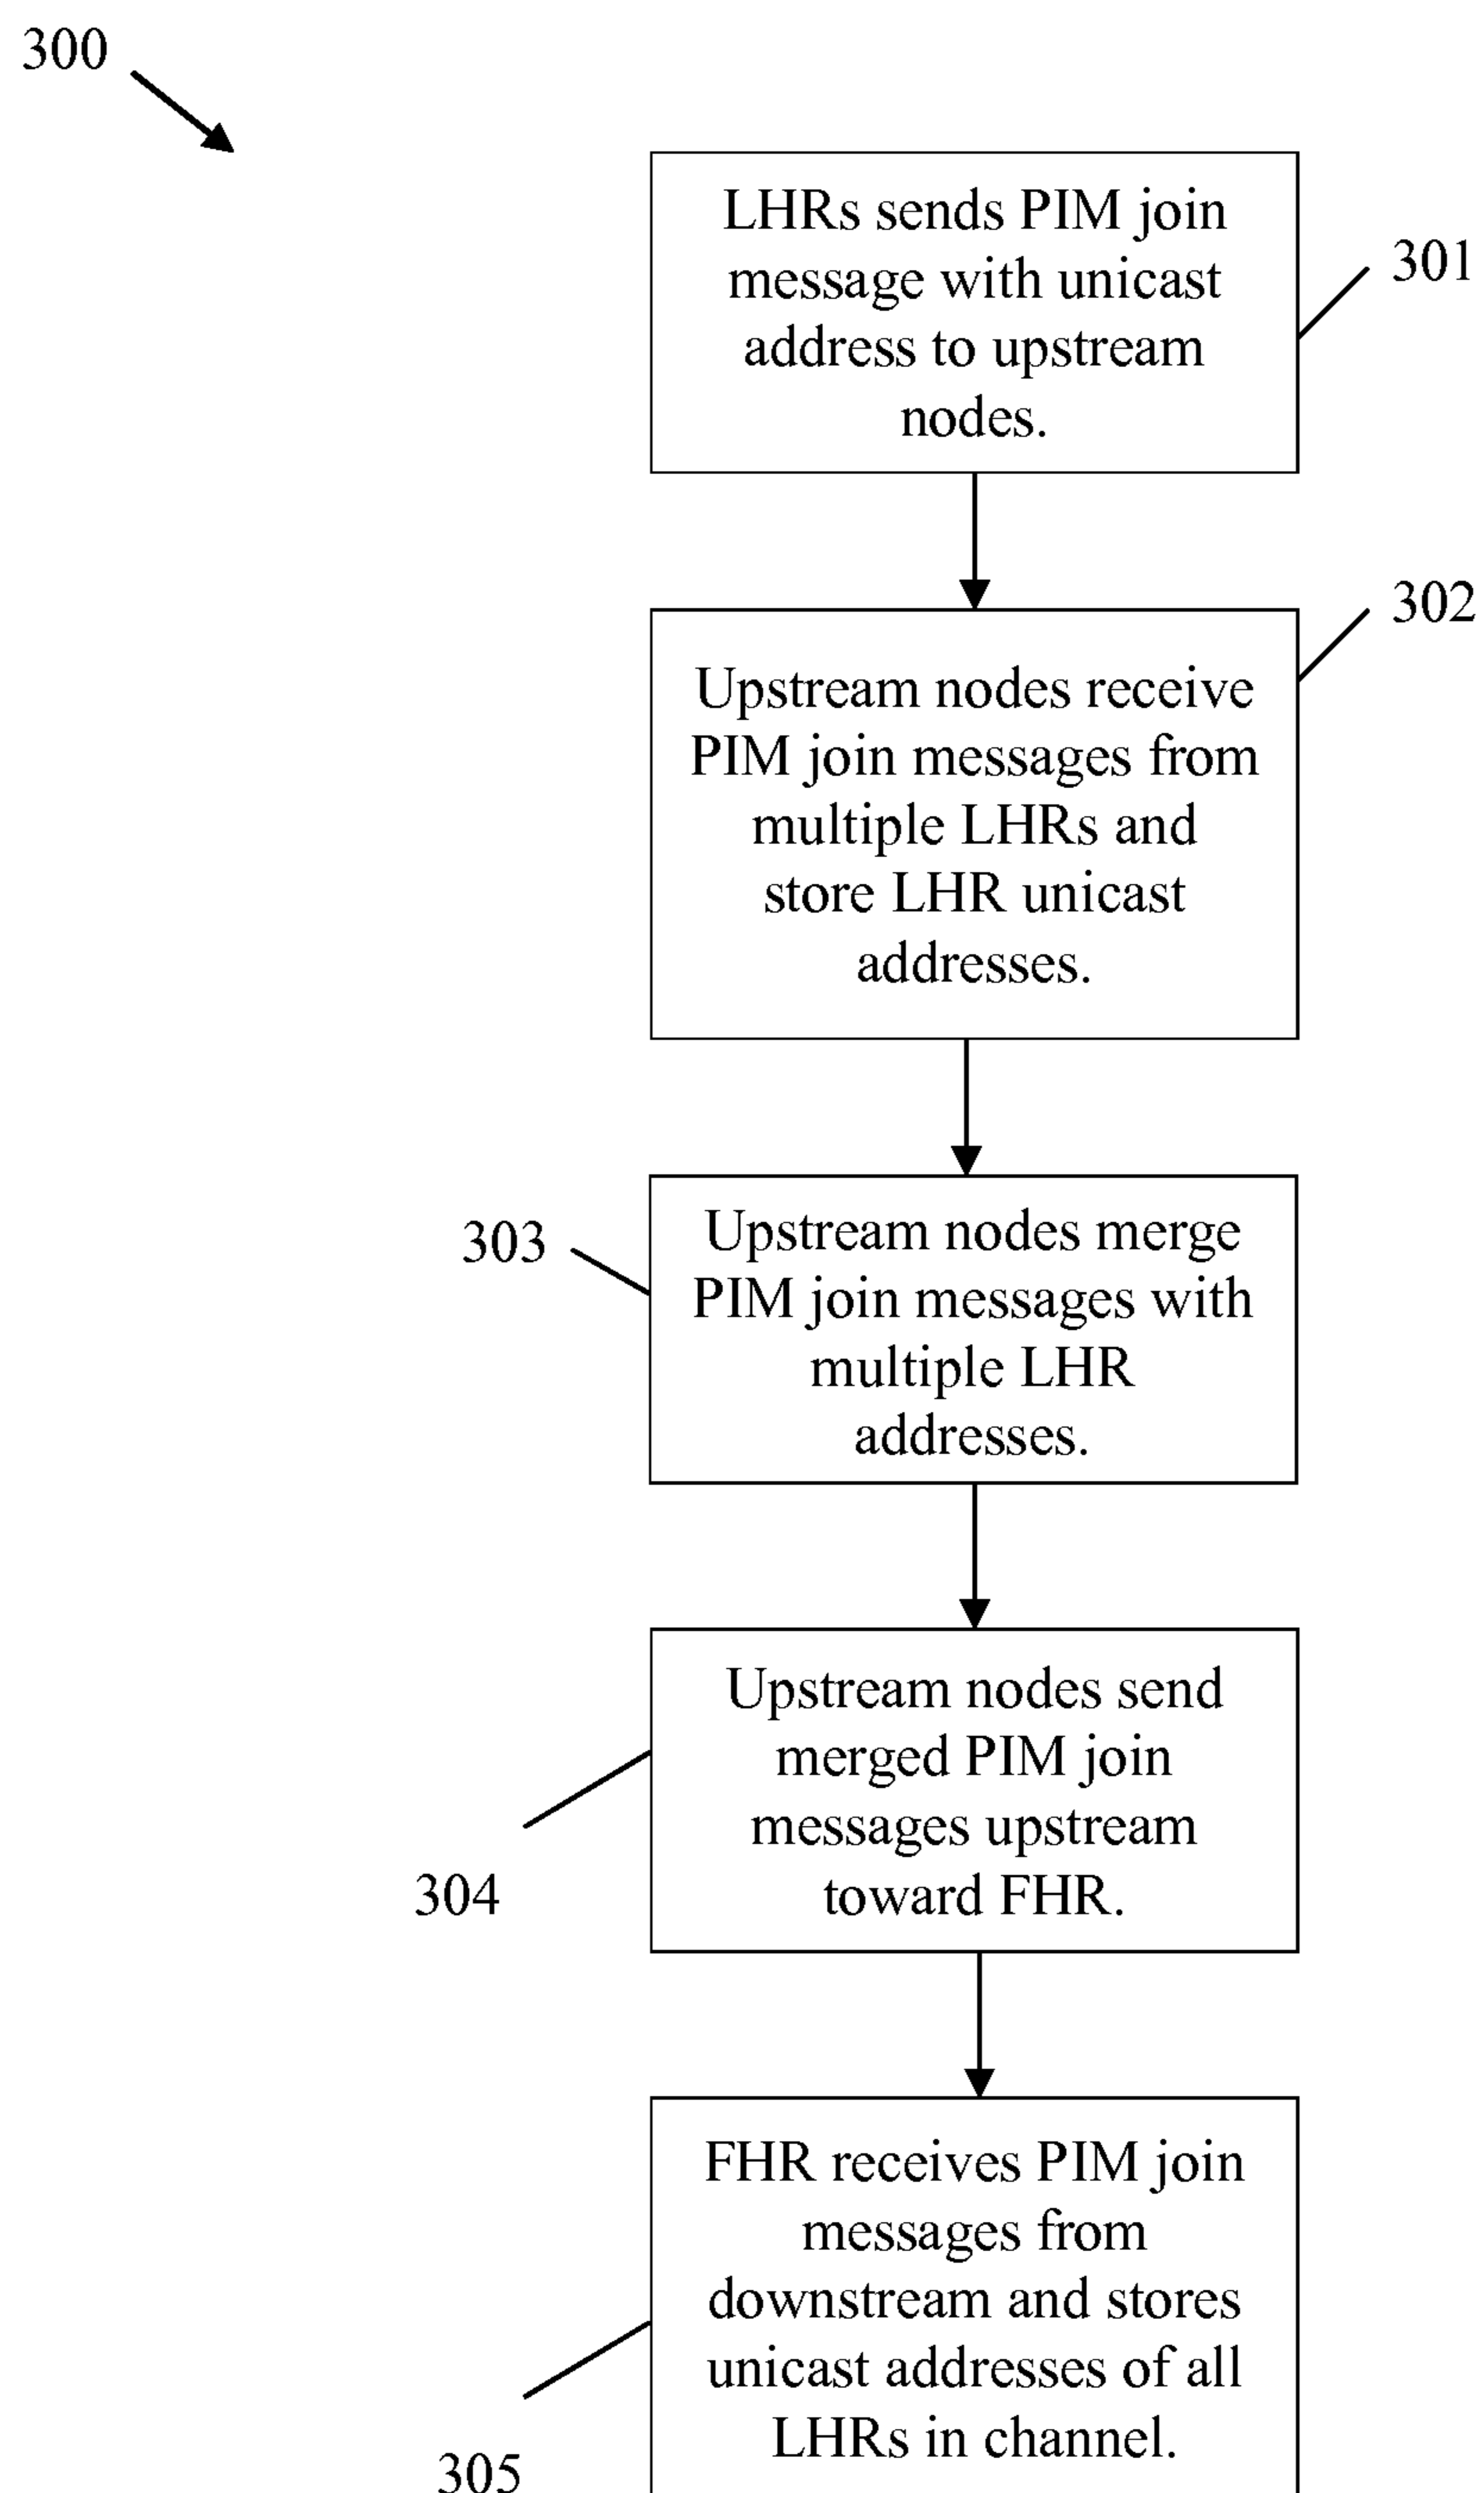 300
LHRs sends PIM join
message with unicast
address to upstream
nodes.
301
Upstream nodes receive
PIM join messages from
multiple LHRs and
store LHR unicast
addresses.
302
Upstream nodes merge
PIM join messages with
multiple LHR
addresses.
303
Upstream nodes send
merged PIM join
messages upstream
toward FHR.
304
FHR receives PIM join
messages from
downstream and stores
unicast addresses of all
LHRs in channel.
305